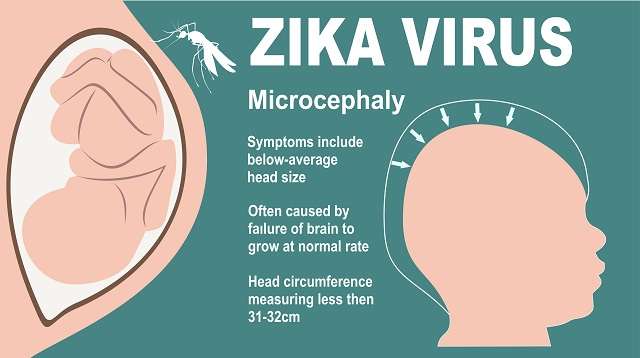 ZIKA VIRUS
Microcephaly
Symptoms include
below-average
head size
Often caused by
failure of brain to
grow at normal rate
Head circumference
measuring less then
31-32cm